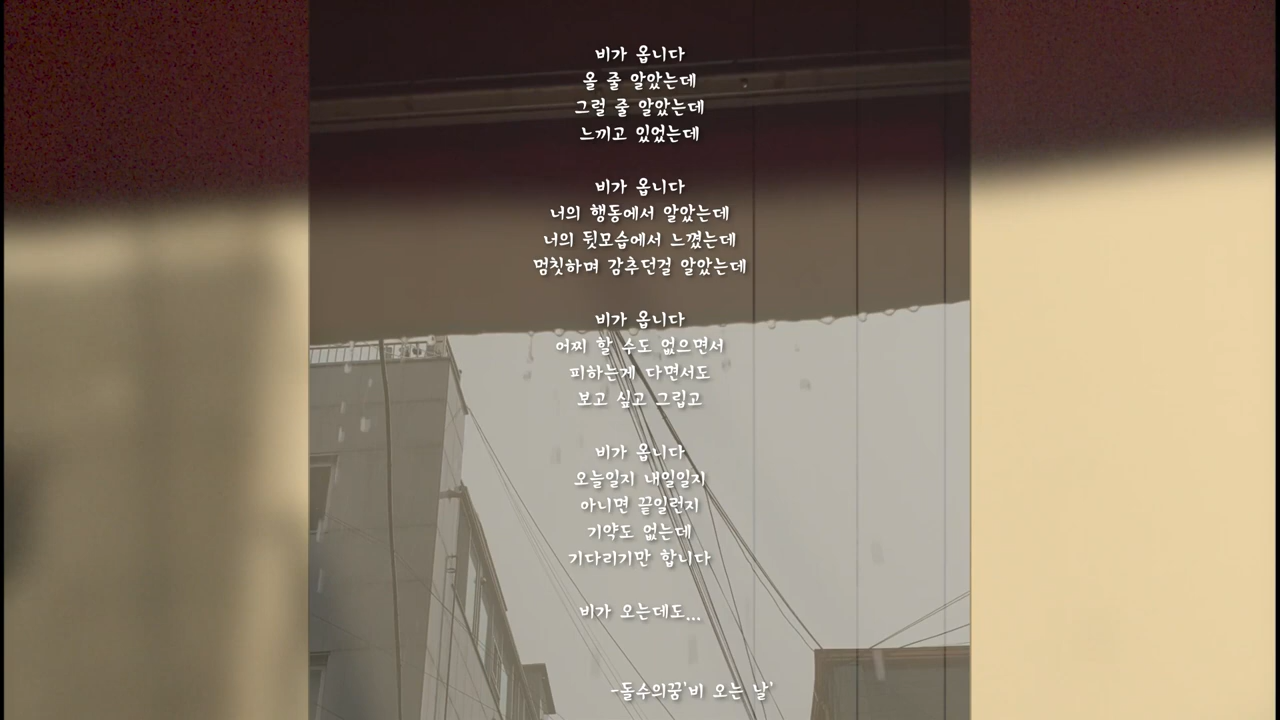 비가 옵니다
올 줄 알았는데
그럴 줄 알았는데
느끼고 있었는데
비가 옵니다
너의 행동에서 알았는데
너의 뒷모습에서 느꼈는데
멈칫하며 감추던걸 알았는데
비가 옵니다
어찌 할 수도 없으면서
피하는게 다면서도
보고 싶고 그립고
비가 옵니다
오늘일지 내일일지
아니면 끝일런지
기약도 없는데
기다리기만 합니다
비가 오는데도...
-돌수의꿈'비 오는 날'